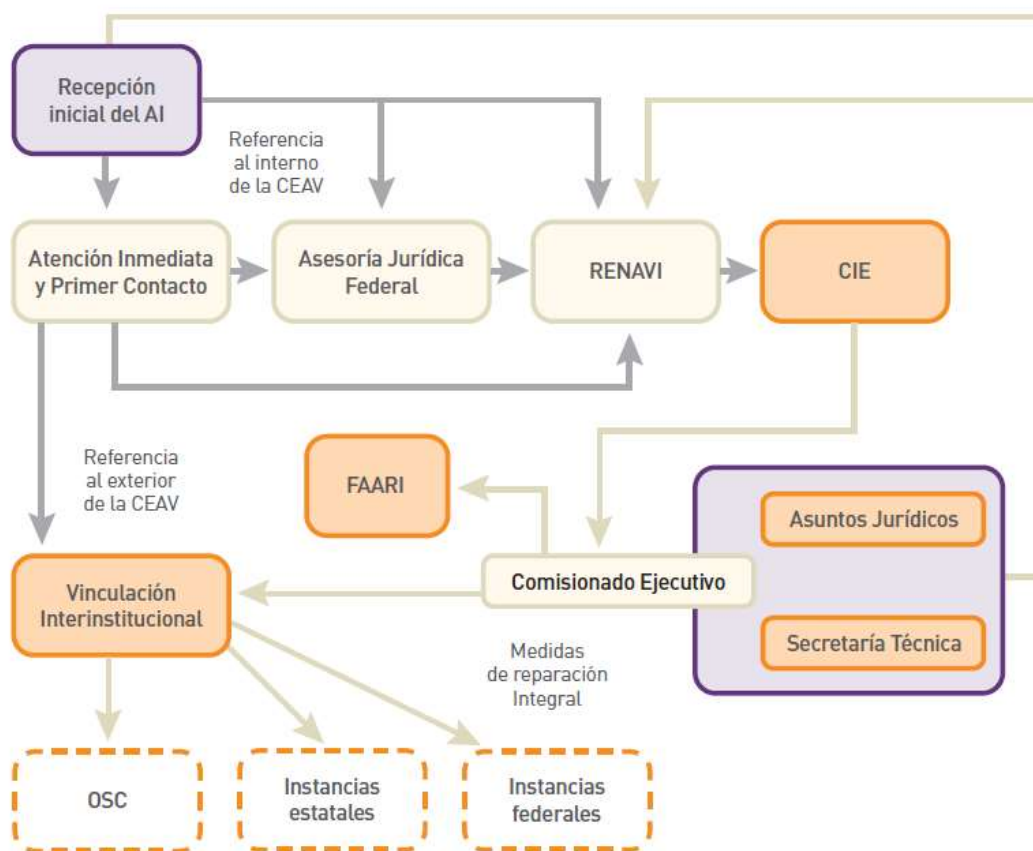 Recepción
inicial del AI
Referencia
al interno
de la CEAV
Atención Inmediata
y Primer Contacto
Asesoría Jurídica
Federal
RENAVI
CIE
Referencia
al exterior
de la CEAV
FAARI
Asuntos Jurídicos
Comisionado Ejecutivo
Vinculación
Interinstitucional
Secretaría Técnica
Medidas
de reparación
Integral
OSC
Instancias
estatales
Instancias
federales